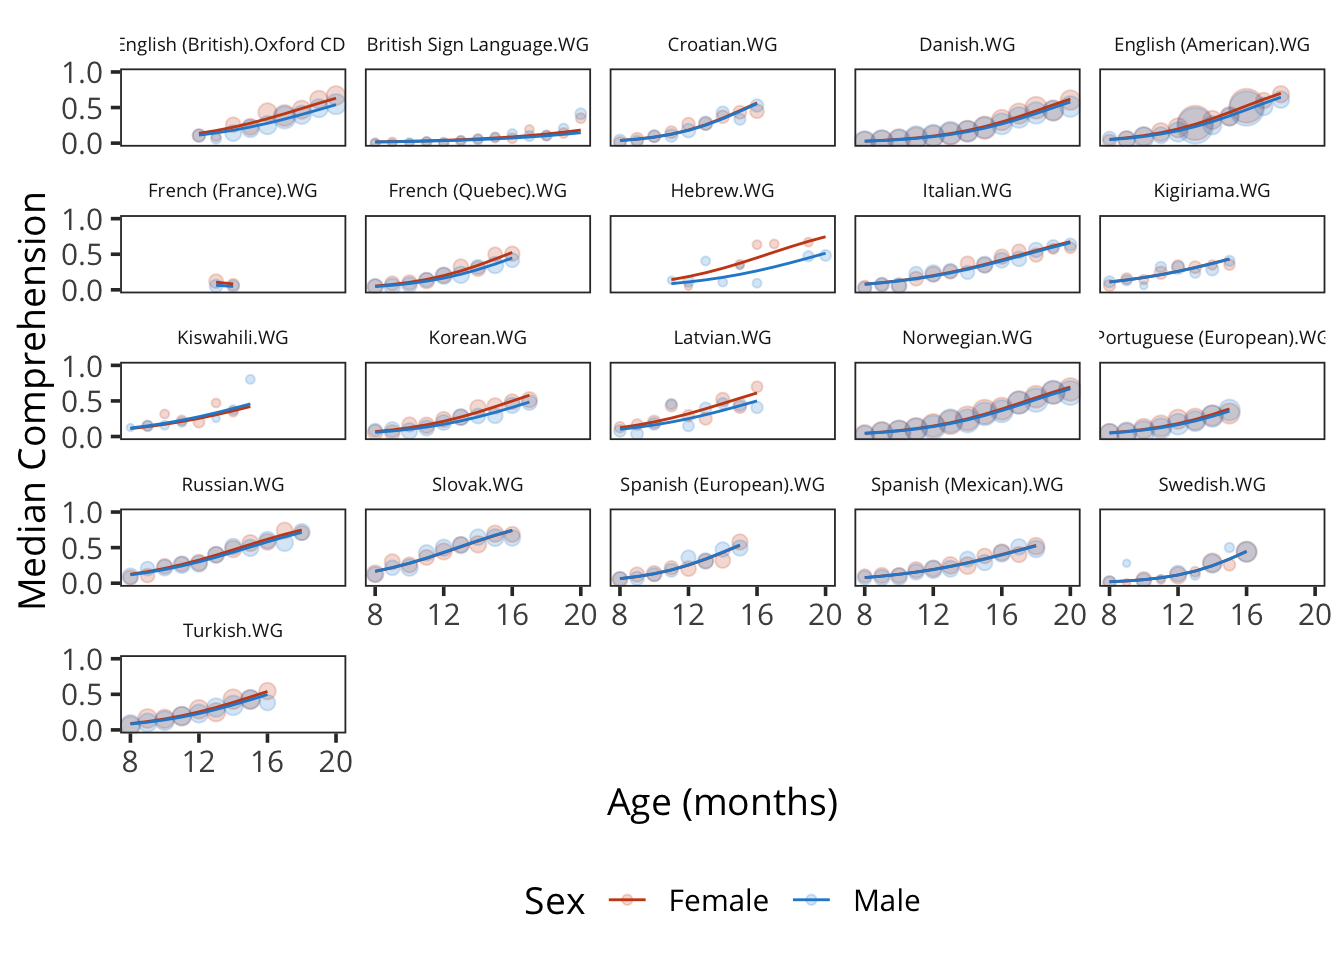 English (British).Oxford CD British Sign Language.WG Croatian.WG Danish.WG English (American).WG
1.0
0.5
0.0
French (France).WG French (Quebec).WG Hebrew.WG Italian.WG Kigiriama.WG
1.0
0.5
0.0
Kiswahili.WG Korean.WG Latvian.WG Norwegian.WG Portuguese (European).WG
1.0
0.5
0.0
Russian.WG Slovak.WG Spanish (European).WG Spanish (Mexican).WG Swedish.WG
1.0
0.5
0.0
8 12 16 20 8 12 16 20 8 12 16 20 8 12 16 20
Turkish.WG
1.0
0.5
0.0
8 12 16 20
Median Comprehension
Age (months)
Sex Female Male